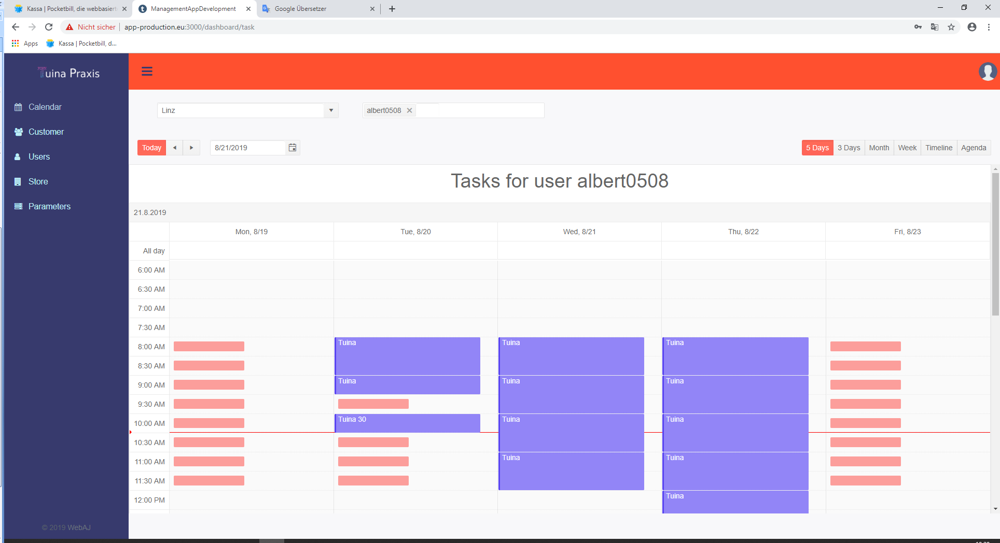 Kassa | Pocketbill, die webbasiert
ManagementAppDevelopment
Google Übersetzer
Nicht sicher
app-production.eu:3000/dashboard/task
Apps
Kassa | Pocketbill, d...
Tuina Praxis
Calendar
Customer
Users
Store
Parameters
© 2019 WebAJ
Linz
albert0508
Today
8/21/2019
5 Days
3 Days
Month
Week
Timeline
Agenda
Tasks for user albert0508
21.8.2019
Mon, 8/19
Tue, 8/20
Wed, 8/21
Thu, 8/22
Fri, 8/23
All day
6:00 AM
6:30 AM
7:00 AM
7:30 AM
8:00 AM
Tuina
Tuina
Tuina
8:30 AM
9:00 AM
Tuina
Tuina
Tuina
9:30 AM
10:00 AM
Tuina 30
Tuina
Tuina
10:30 AM
11:00 AM
Tuina
Tuina
11:30 AM
12:00 PM
Tuina